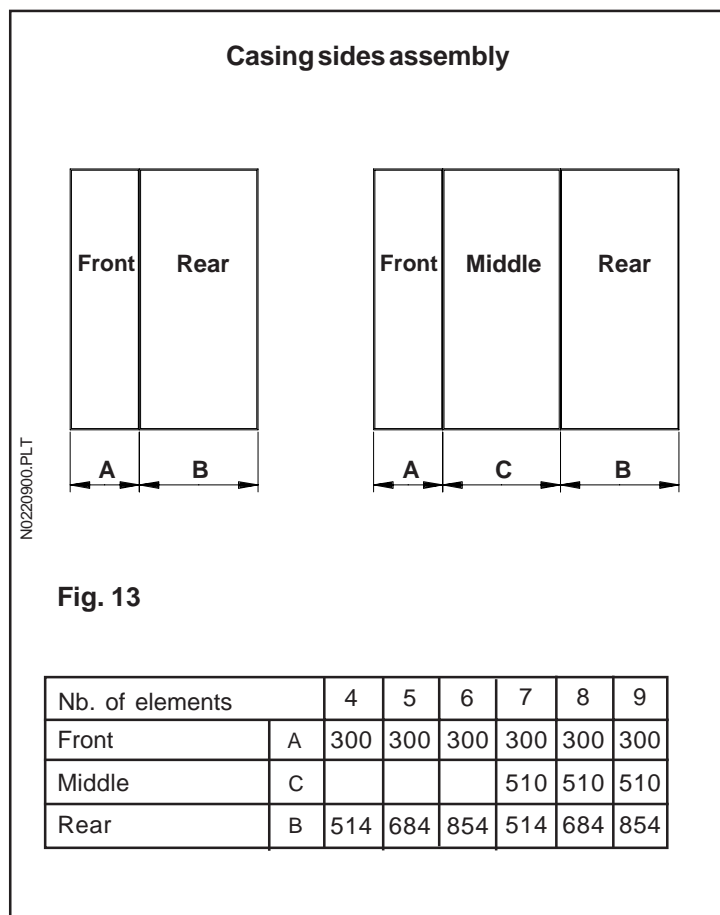 Casing sides assembly
Front Rear
Front Middle Rear
A B
A C B
N0220900.PLT
Fig. 13
Nb. of elements 4 5 6 7 8 9
Front A 300 300 300 300 300 300
Middle C 510 510 510
Rear B 514 684 854 514 684 854